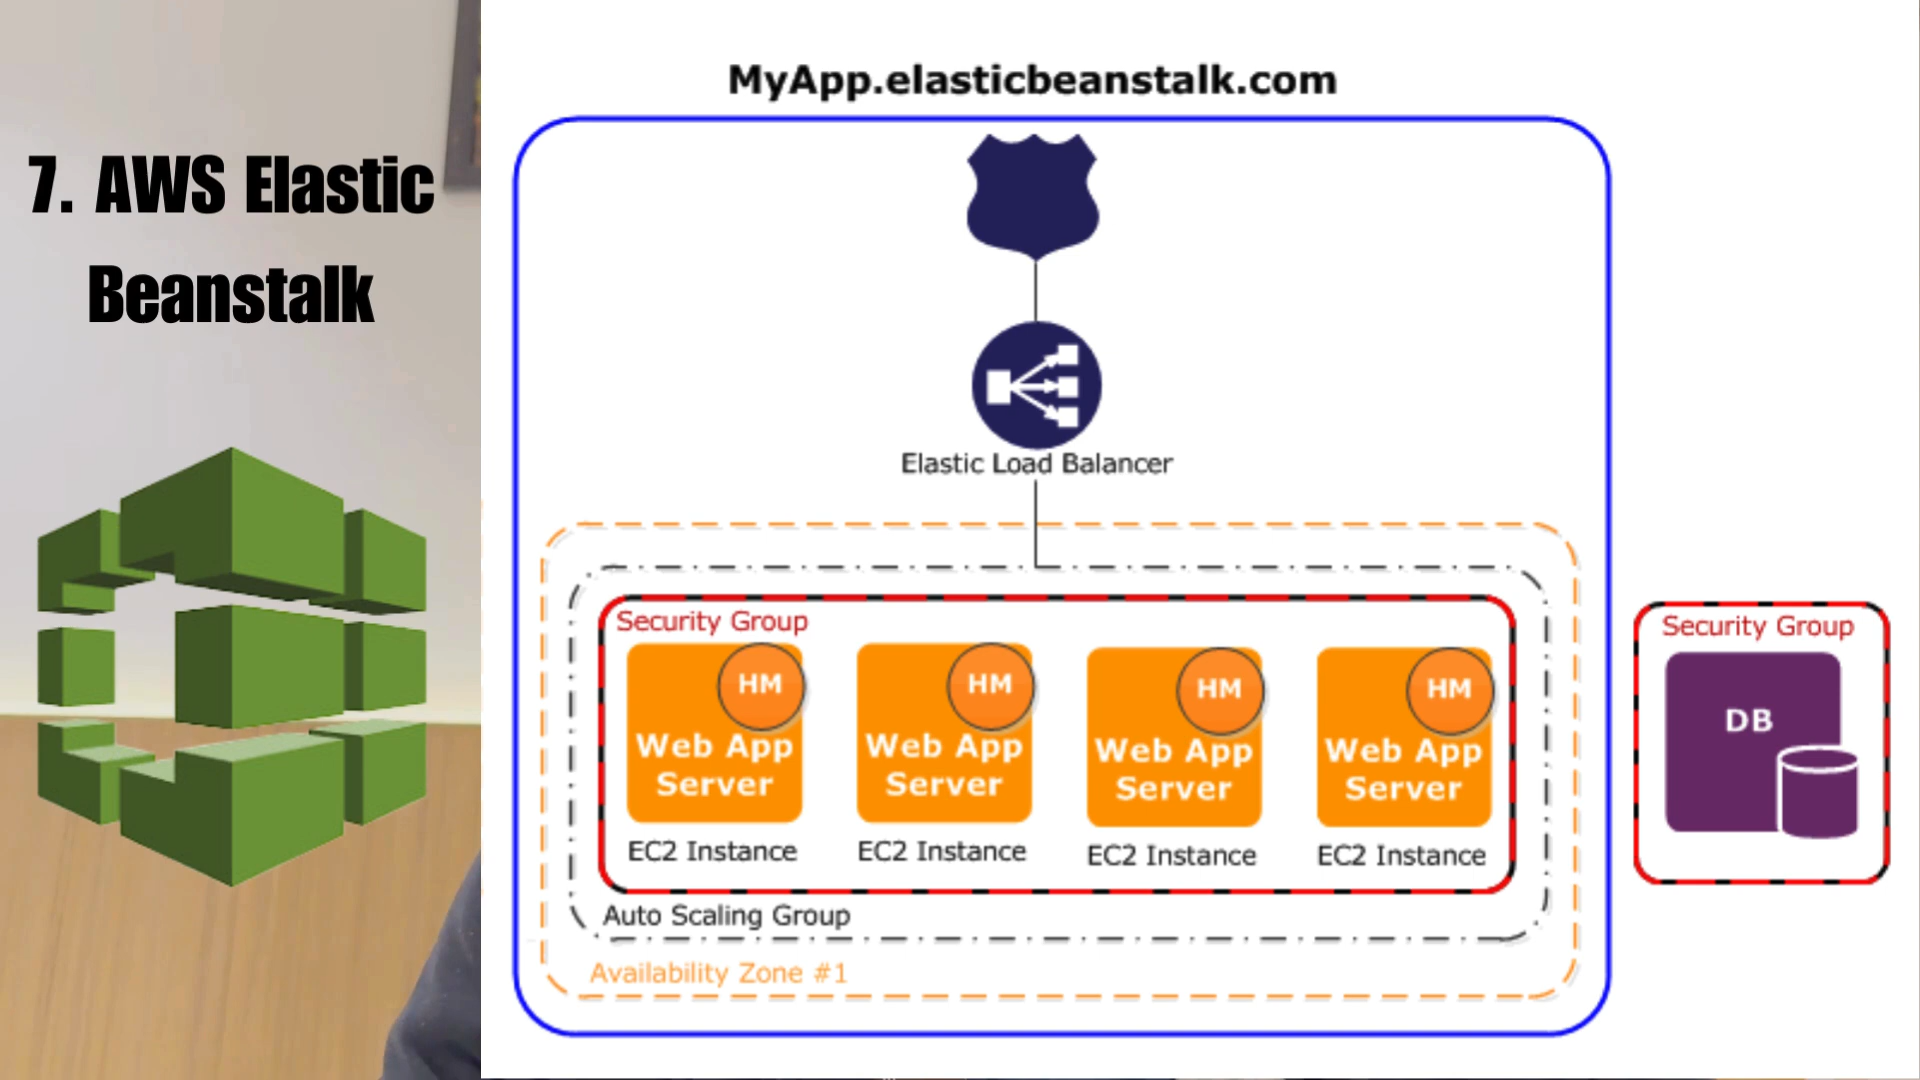 7. AWS Elastic
Beanstalk
MyApp.elasticbeanstalk.com
Elastic Load Balancer
Security Group
HM
Web App
Server
EC2 Instance
HM
Web App
Server
EC2 Instance
HM
Web App
Server
EC2 Instance
HM
Web App
Server
EC2 Instance
Auto Scaling Group
Availability Zone #1
Security Group
DB